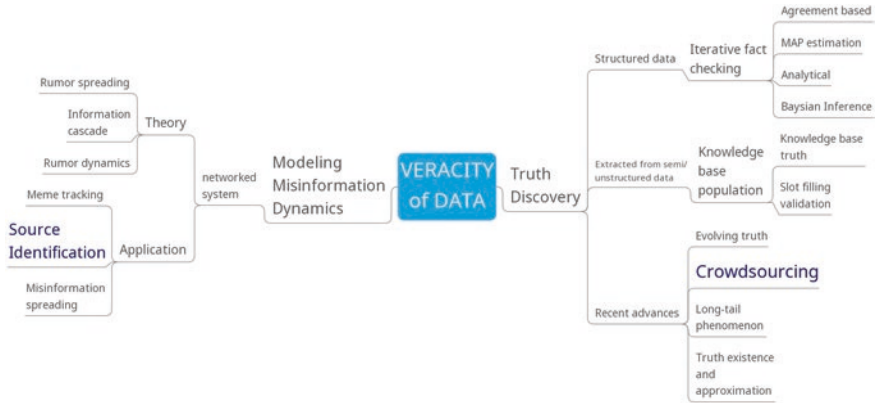 VERACITY
of DATA
Modeling
Misinformation
Dynamics
networked
system
Theory
Rumor spreading
Information
cascade
Rumor dynamics
Application
Meme tracking
Source
Identification
Misinformation
spreading
Truth
Discovery
Structured data
Iterative fact
checking
Agreement based
MAP estimation
Analytical
Baysian Inference
Extracted from semi/
unstructured data
Knowledge
base
population
Knowledge base
truth
Slot filling
validation
Recent advances
Evolving truth
Crowdsourcing
Long-tail
phenomenon
Truth existence
and
approximation